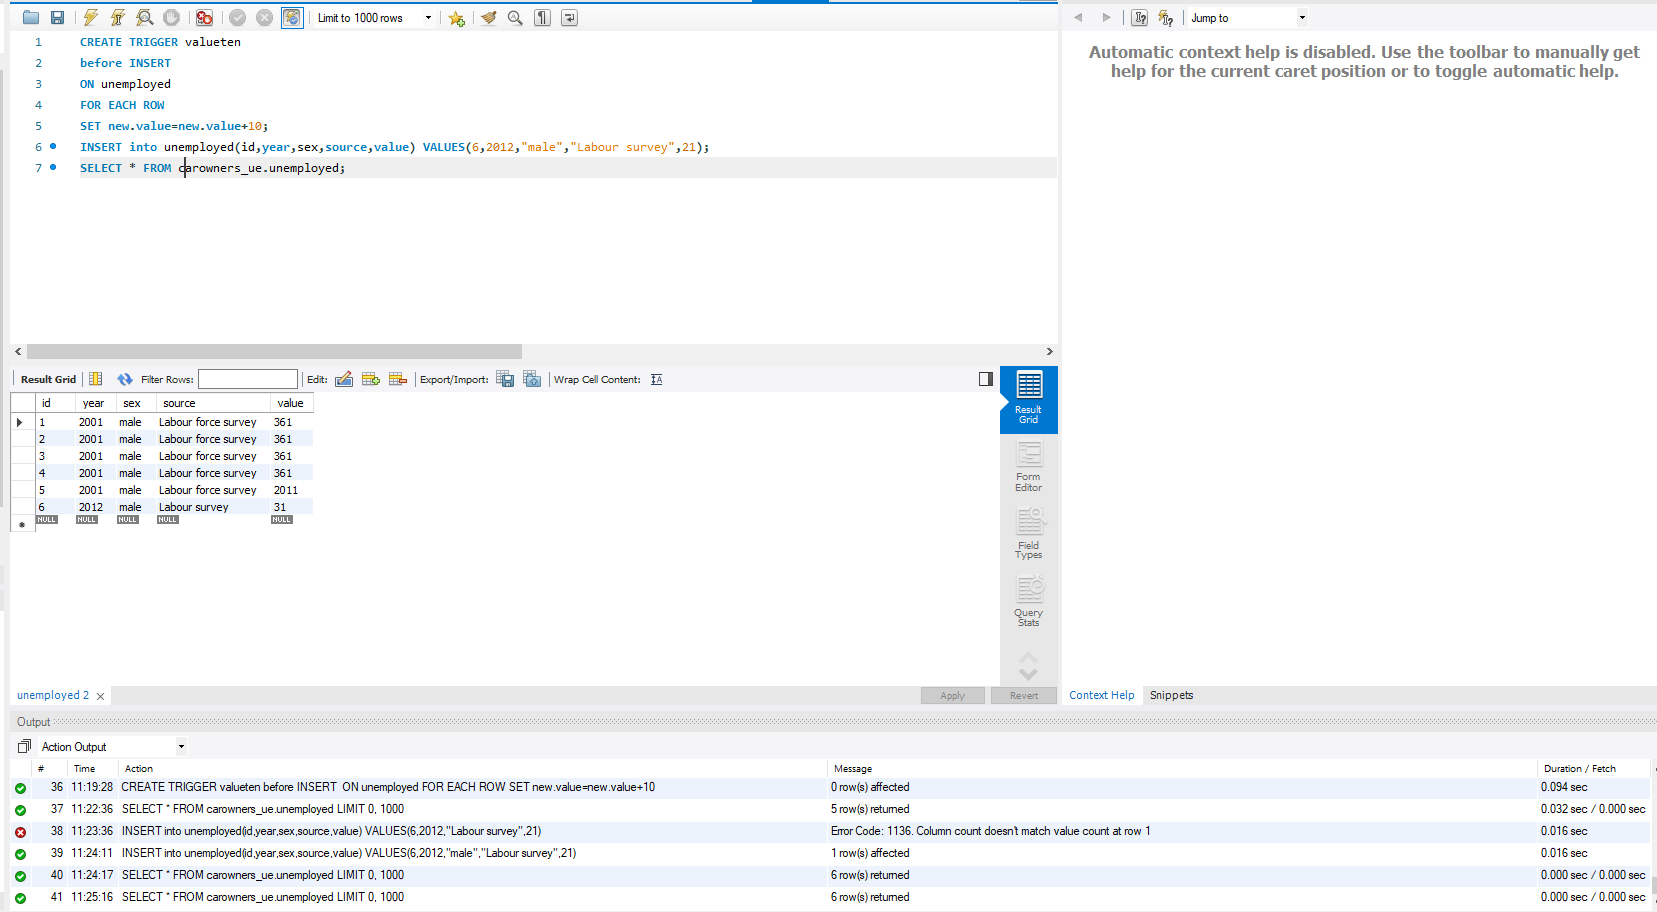 Limit to 1000 rows
Jump to
1 CREATE TRIGGER valueten
2 before INSERT
3 ON unemployed
4 FOR EACH ROW
5 SET new.value=new.value+10;
6 INSERT into unemployed(id,year,sex,source,value) VALUES(6,2012,"male","Labour survey",21);
7 SELECT * FROM carowners_ue.unemployed;
Automatic context help is disabled. Use the toolbar to manually get
help for the current caret position or to toggle automatic help.
Result Grid Filter Rows: Edit: Export/Import: Wrap Cell Content:
id year sex source value
1 2001 male Labour force survey 361
2 2001 male Labour force survey 361
3 2001 male Labour force survey 361
4 2001 male Labour force survey 361
5 2001 male Labour force survey 2011
6 2012 male Labour survey 31
NULL NULL NULL NULL NULL
Result
Grid
Form
Editor
Field
Types
Query
Stats
unemployed 2
Apply Revert
Context Help Snippets
Output
Action Output
# Time Action Message Duration / Fetch
36 11:19:28 CREATE TRIGGER valueten before INSERT ON unemployed FOR EACH ROW SET new.value=new.value+10 0 row(s) affected 0.094 sec
37 11:22:36 SELECT * FROM carowners_ue.unemployed LIMIT 0, 1000 5 row(s) returned 0.032 sec / 0.000 sec
38 11:23:36 INSERT into unemployed(id,year,sex,source,value) VALUES(6,2012,"Labour survey",21) Error Code: 1136. Column count doesn't match value count at row 1 0.016 sec
39 11:24:11 INSERT into unemployed(id,year,sex,source,value) VALUES(6,2012,"male","Labour survey",21) 1 row(s) affected 0.016 sec
40 11:24:17 SELECT * FROM carowners_ue.unemployed LIMIT 0, 1000 6 row(s) returned 0.000 sec / 0.000 sec
41 11:25:16 SELECT * FROM carowners_ue.unemployed LIMIT 0, 1000 6 row(s) returned 0.000 sec / 0.000 sec